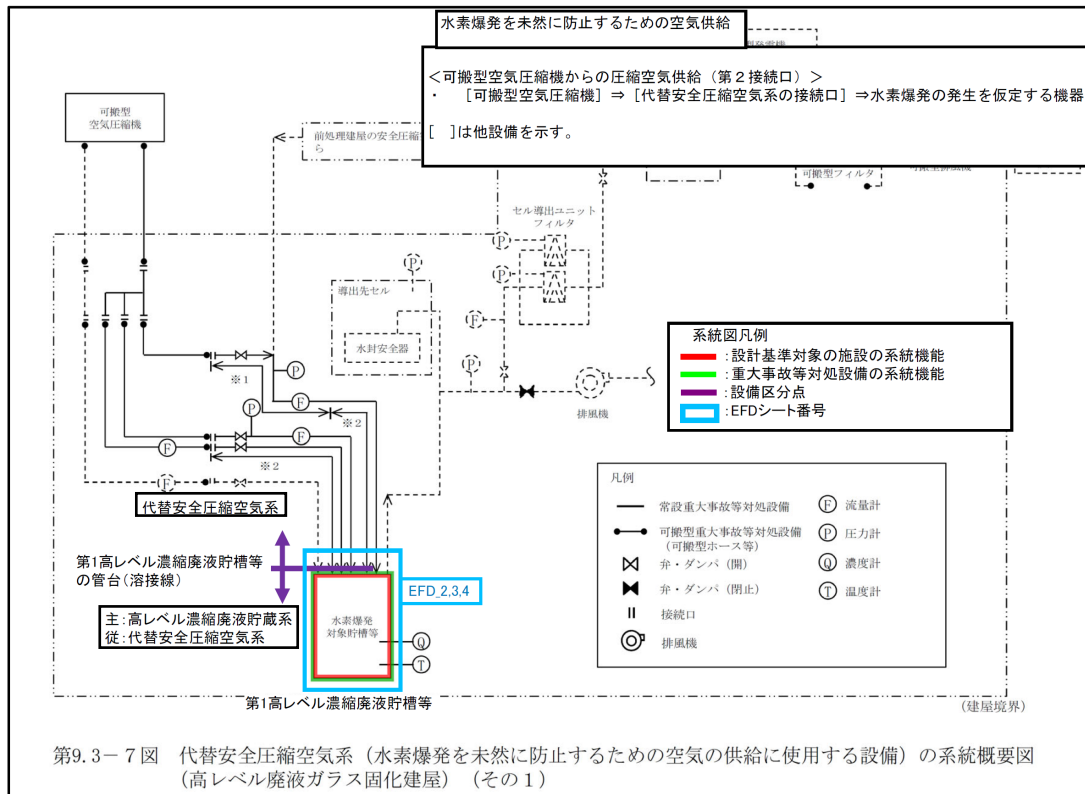 水素爆発を未然に防止するための空気供給
＜可搬型空気圧縮機からの圧縮空気供給（第２接続口）＞
・　[可搬型空気圧縮機] ⇒ [代替安全圧縮空気系の接続口] ⇒水素爆発の発生を仮定する機器
[　]は他設備を示す。
可搬型
空気圧縮機
前処理建屋の安全圧縮
ら
可搬型フィルタ
セル導出ユニット
フィルタ
P
P
P
導出先セル
水封安全器
F
P
排風機
系統図凡例
:設計基準対象の施設の系統機能
:重大事故等対処設備の系統機能
:設備区分点
:EFDシート番号
P
※１
F
P
※２
F
F
※２
F
代替安全圧縮空気系
第1高レベル濃縮廃液貯槽等
の管台(溶接線)
主：高レベル濃縮廃液貯蔵系
従：代替安全圧縮空気系
EFD_2,3,4
水素爆発
対象貯槽等
Q
T
第1高レベル濃縮廃液貯槽等
凡例
常設重大事故等対処設備
可搬型重大事故等対処設備
（可搬型ホース等）
弁・ダンパ（開）
弁・ダンパ（閉止）
接続口
排風機
F 流量計
P 圧力計
Q 濃度計
T 温度計
(建屋境界)
第9.3－7図　代替安全圧縮空気系（水素爆発を未然に防止するための空気の供給に使用する設備）の系統概要図
(高レベル廃液ガラス固化建屋)　(その１)